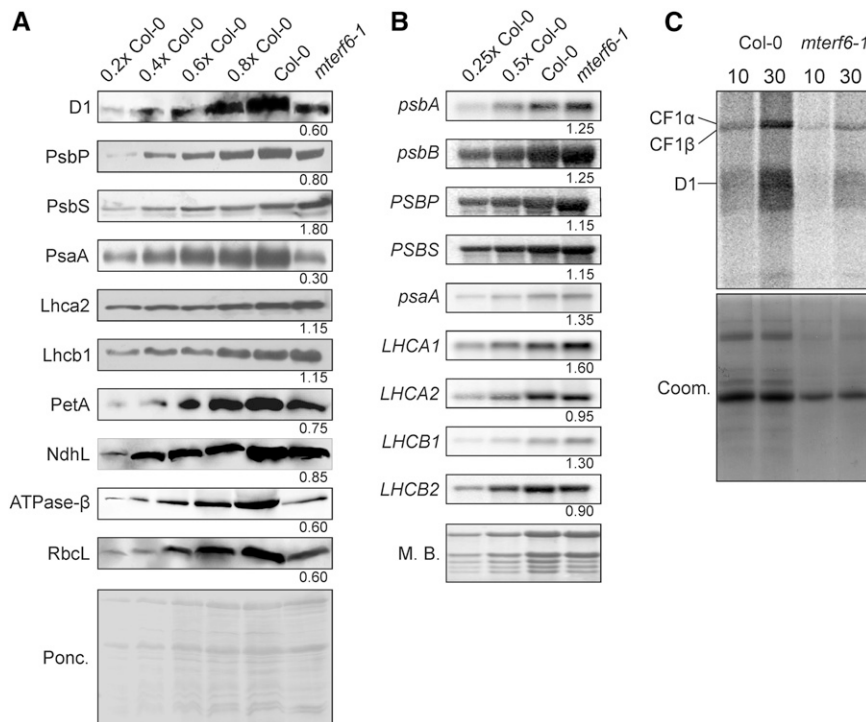 A
0.2x Col-0
0.4x Col-0
0.6x Col-0
0.8x Col-0
Col-0
mterf6-1
D1
0.60
PsbP
0.80
PsbS
1.80
PsaA
0.30
Lhca2
1.15
Lhcb1
1.15
PetA
0.75
NdhL
0.85
ATPase-β
0.60
RbcL
0.60
Ponc.
B
0.25x Col-0
0.5x Col-0
Col-0
mterf6-1
psbA
1.25
psbB
1.25
PSBP
1.15
PSBS
1.15
psaA
1.35
LHCA1
1.60
LHCA2
0.95
LHCB1
1.30
LHCB2
0.90
M. B.
C
Col-0 mterf6-1
10 30 10 30
CF1α
CF1β
D1
Coom.